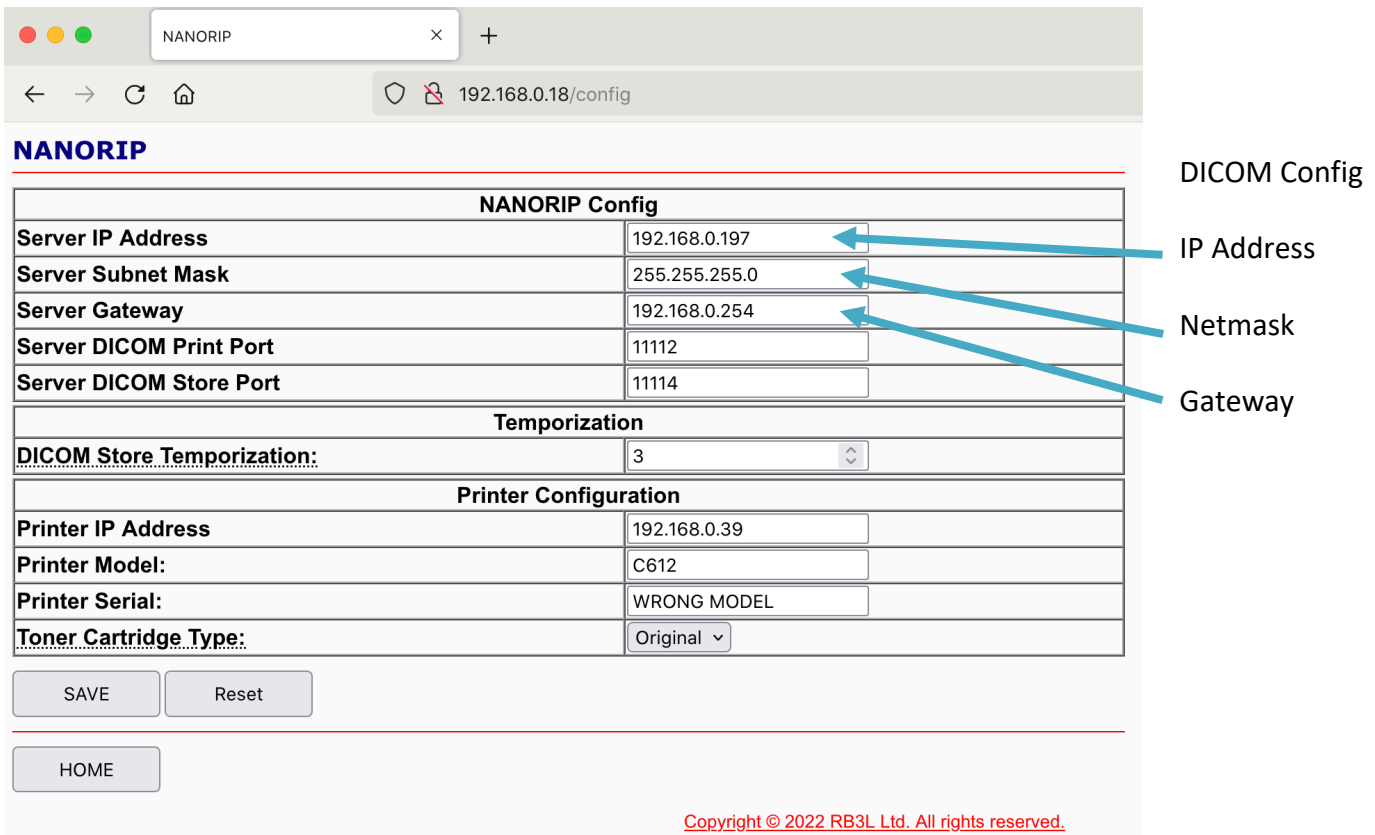 NANORIP
192.168.0.18/config
NANORIP
DICOM Config
NANORIP Config
Server IP Address 192.168.0.197 IP Address
Server Subnet Mask 255.255.255.0
Server Gateway 192.168.0.254 Netmask
Server DICOM Print Port 11112
Server DICOM Store Port 11114 Gateway
Temporization
DICOM Store Temporization: 3
Printer Configuration
Printer IP Address 192.168.0.39
Printer Model: C612
Printer Serial: WRONG MODEL
Toner Cartridge Type: Original
SAVE Reset
HOME
Copyright © 2022 RB3L Ltd. All rights reserved.